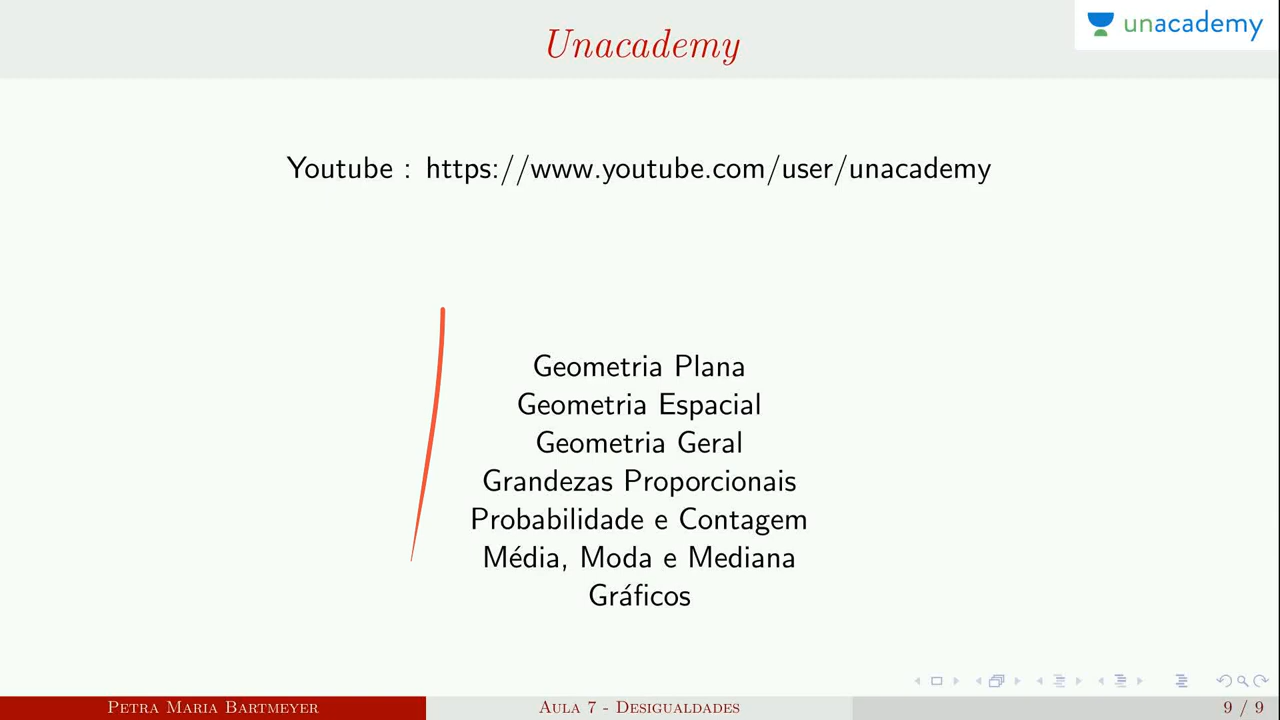 Unacademy
unacademy
Youtube : https://www.youtube.com/user/unacademy
Geometria Plana
Geometria Espacial
Geometria Geral
Grandezas Proporcionais
Probabilidade e Contagem
Média, Moda e Mediana
Gráficos
Petra Maria Bartmeyer
Aula 7 - Desigualdades
9 / 9